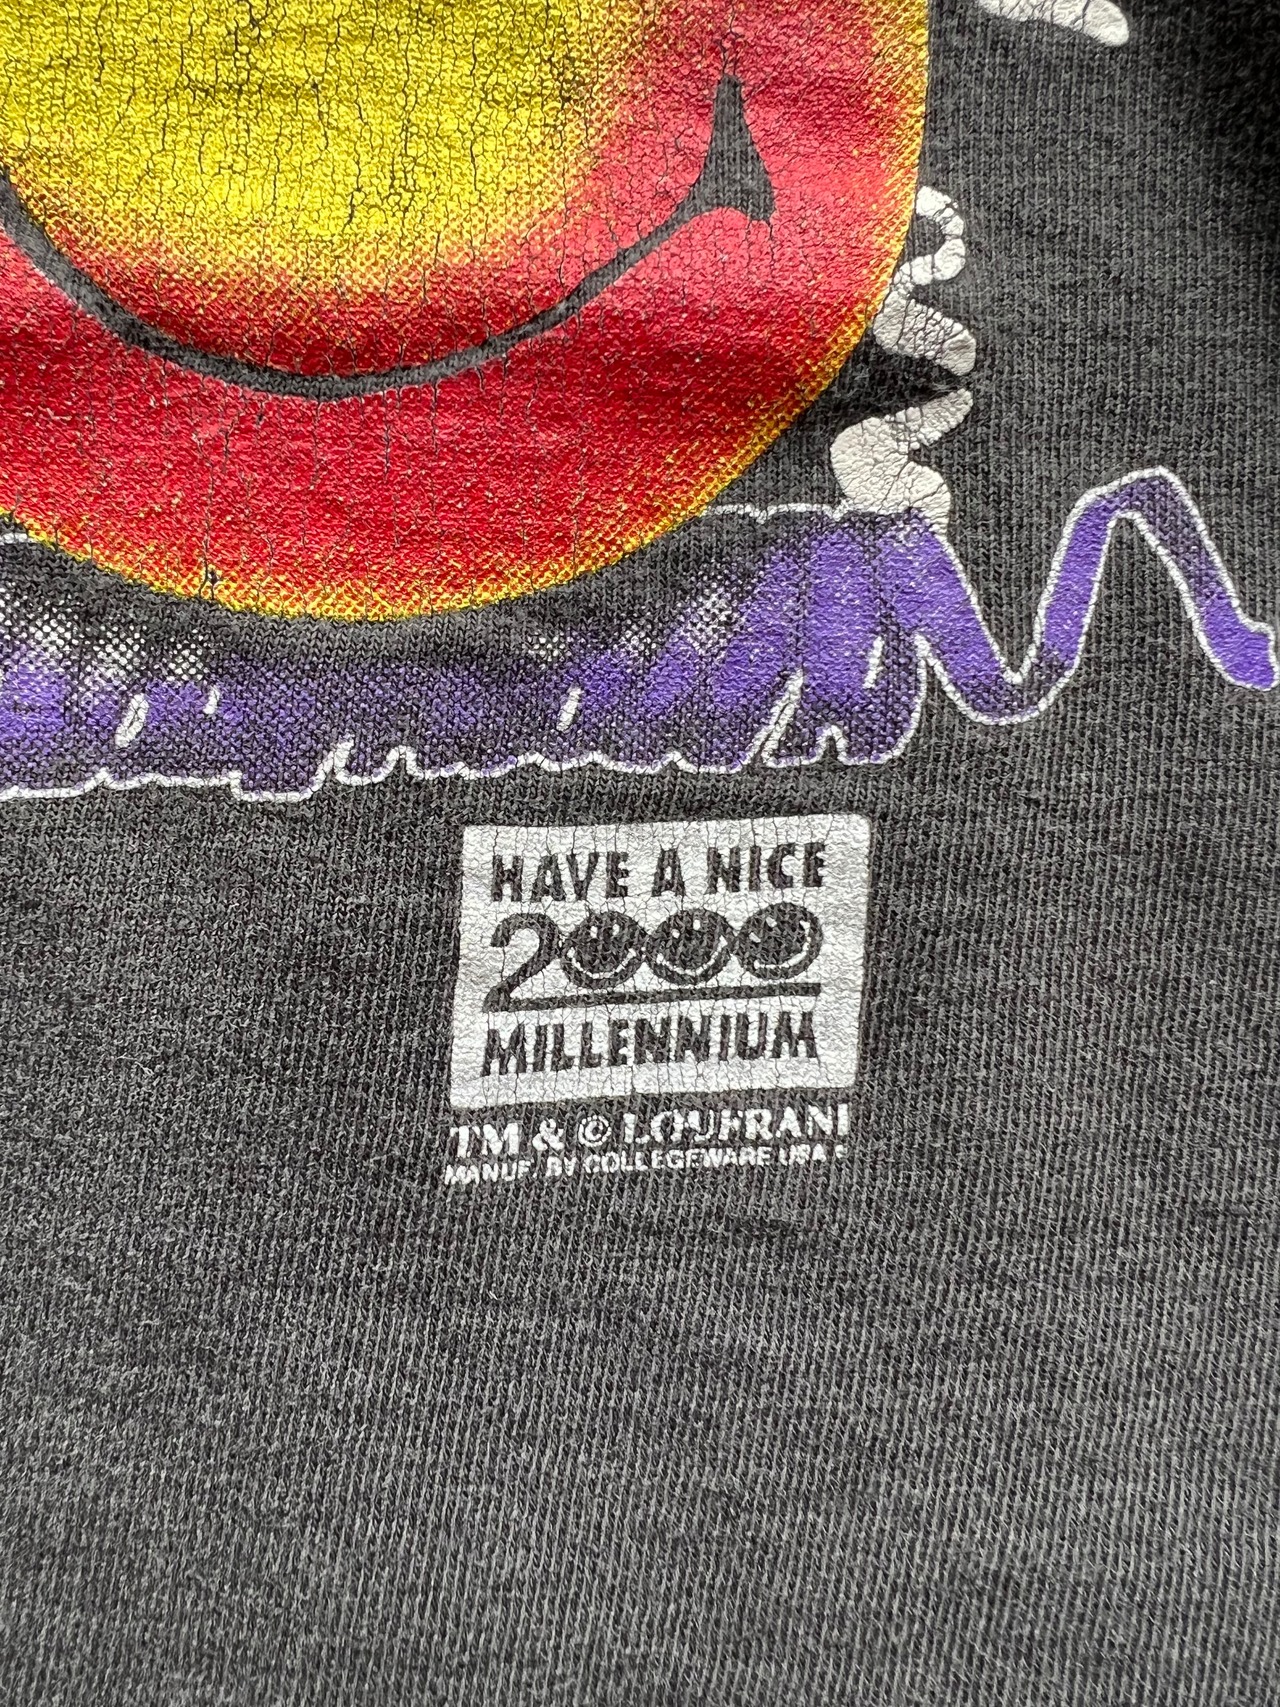 HAVE A NICE
2000
MILLENNIUM
TM & © LOUFRANI
MANUF. BY COLLEGEWARE USA